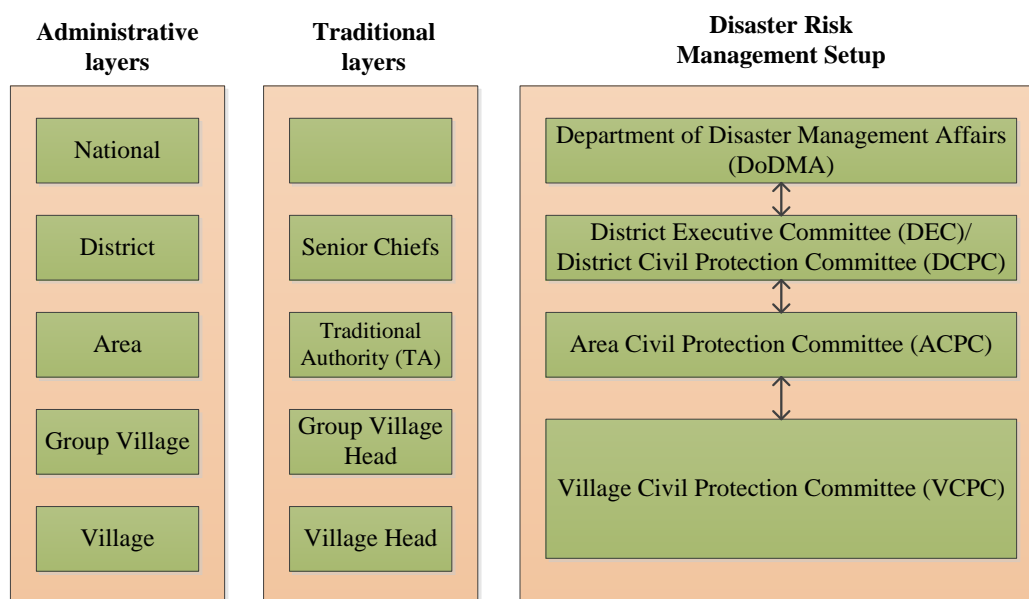 Administrative
layers
National
District
Area
Group Village
Village
Traditional
layers
Senior Chiefs
Traditional
Authority (TA)
Group Village
Head
Village Head
Disaster Risk
Management Setup
Department of Disaster Management Affairs
(DoDMA)
District Executive Committee (DEC)/
District Civil Protection Committee (DCPC)
Area Civil Protection Committee (ACPC)
Village Civil Protection Committee (VCPC)